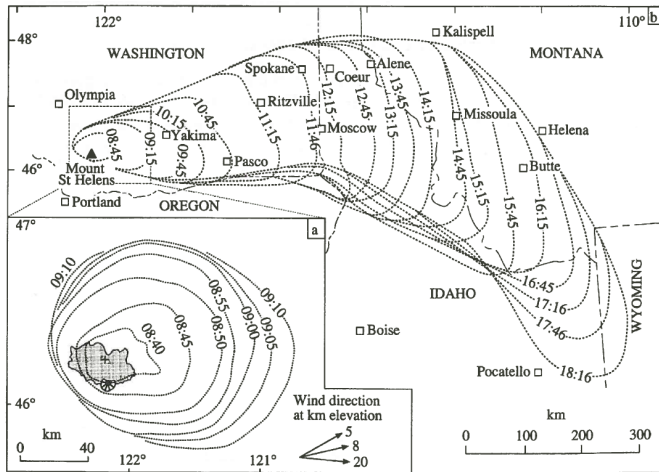 122°
110°
b
48°
Kalispell
WASHINGTON
MONTANA
Spokane
Alene
Coeur
Olympia
Ritzville
Missoula
Helena
Yakima
Moscow
Pasco
Butte
Mount
St Helens
46°
Portland
OREGON
08:45
09:15
09:45
10:15
10:45
11:15
11:46
12:15
12:45
13:15
13:45
14:15
14:45
15:15
15:45
16:15
16:45
17:16
17:46
18:16
IDAHO
WYOMING
Boise
Pocatello
km
0 100 200 300
47°
a
09:10
08:55
09:10
08:40
08:45
08:50
09:00
09:05
46°
km
0 40
122°
121°
Wind direction
at km elevation
5
8
20